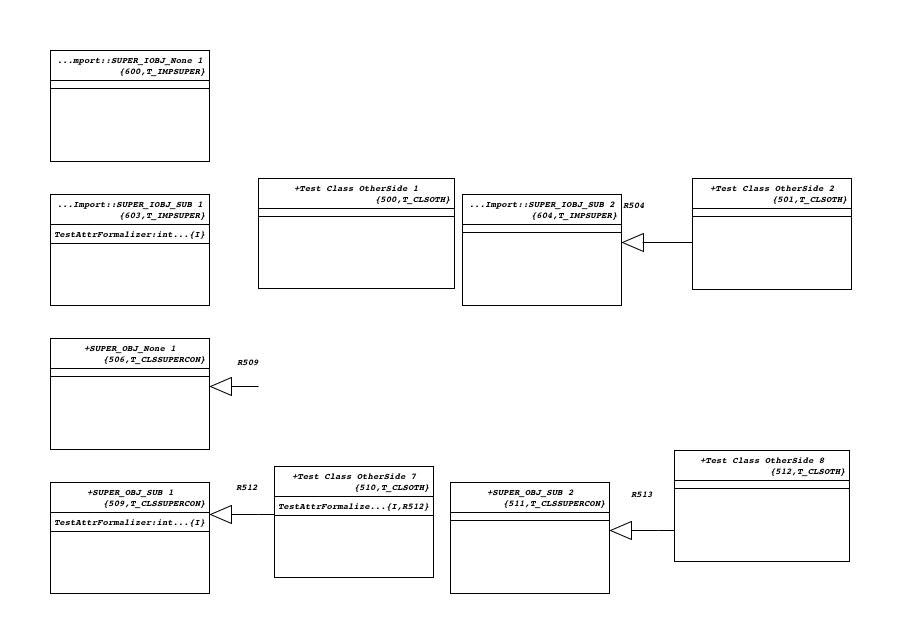 ...mport::SUPER_IOBJ_None 1
{600,T_IMPSUPER}
+Test Class OtherSide 1
{500,T_CLSOTH}
+Test Class OtherSide 2
{501,T_CLSOTH}
...Import::SUPER_IOBJ_SUB 1
{603,T_IMPSUPER}
TestAttrFormalizer:int...{I}
...Import::SUPER_IOBJ_SUB 2
{604,T_IMPSUPER}
R504
+SUPER_OBJ_None 1
{506,T_CLSSUPERCON}
R509
+Test Class OtherSide 8
{512,T_CLSOTH}
+Test Class OtherSide 7
{510,T_CLSOTH}
TestAttrFormalize...{I,R512}
+SUPER_OBJ_SUB 1
{509,T_CLSSUPERCON}
TestAttrFormalizer:int...{I}
R512
+SUPER_OBJ_SUB 2
{511,T_CLSSUPERCON}
R513